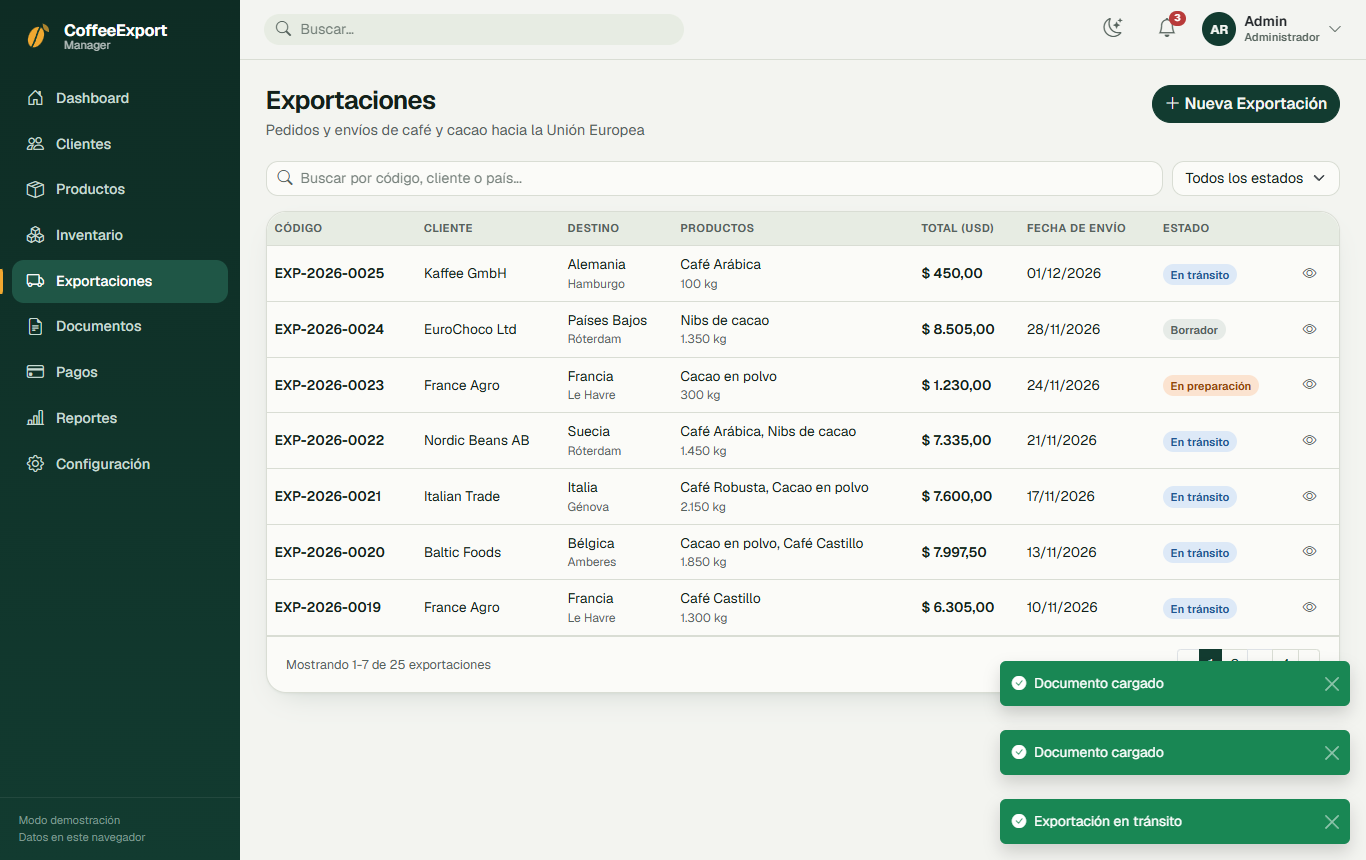 CoffeeExport
Manager
Buscar...
3
AR
Admin
Administrador
Dashboard
Clientes
Productos
Inventario
Exportaciones
Documentos
Pagos
Reportes
Configuración
Modo demostración
Datos en este navegador
Exportaciones
Pedidos y envíos de café y cacao hacia la Unión Europea
Nueva Exportación
Buscar por código, cliente o país...
Todos los estados
CÓDIGO CLIENTE DESTINO PRODUCTOS TOTAL (USD) FECHA DE ENVÍO ESTADO
EXP-2026-0025 Kaffee GmbH Alemania Café Arábica $ 450,00 01/12/2026 En tránsito
Hamburgo 100 kg
EXP-2026-0024 EuroChoco Ltd Países Bajos Nibs de cacao $ 8.505,00 28/11/2026 Borrador
Róterdam 1.350 kg
EXP-2026-0023 France Agro Francia Cacao en polvo $ 1.230,00 24/11/2026 En preparación
Le Havre 300 kg
EXP-2026-0022 Nordic Beans AB Suecia Café Arábica, Nibs de cacao $ 7.335,00 21/11/2026 En tránsito
Róterdam 1.450 kg
EXP-2026-0021 Italian Trade Italia Café Robusta, Cacao en polvo $ 7.600,00 17/11/2026 En tránsito
Génova 2.150 kg
EXP-2026-0020 Baltic Foods Bélgica Cacao en polvo, Café Castillo $ 7.997,50 13/11/2026 En tránsito
Amberes 1.850 kg
EXP-2026-0019 France Agro Francia Café Castillo $ 6.305,00 10/11/2026 En tránsito
Le Havre 1.300 kg
Mostrando 1-7 de 25 exportaciones
Documento cargado
Documento cargado
Exportación en tránsito